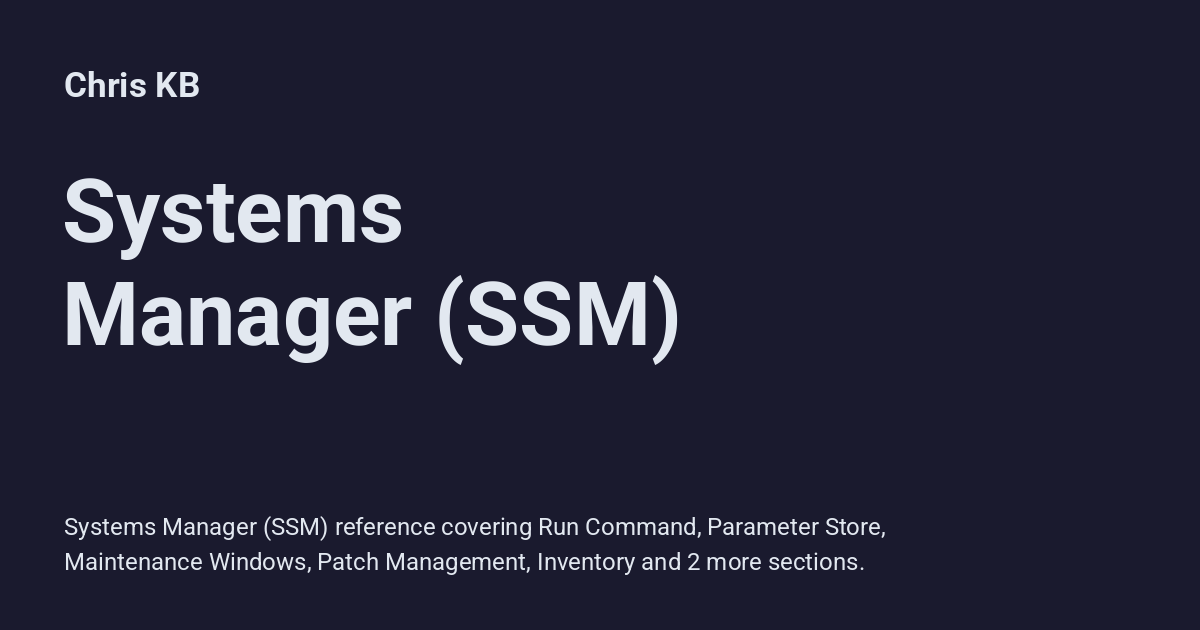 Chris KB
Systems
Manager (SSM)
Systems Manager (SSM) reference covering Run Command, Parameter Store,
Maintenance Windows, Patch Management, Inventory and 2 more sections.